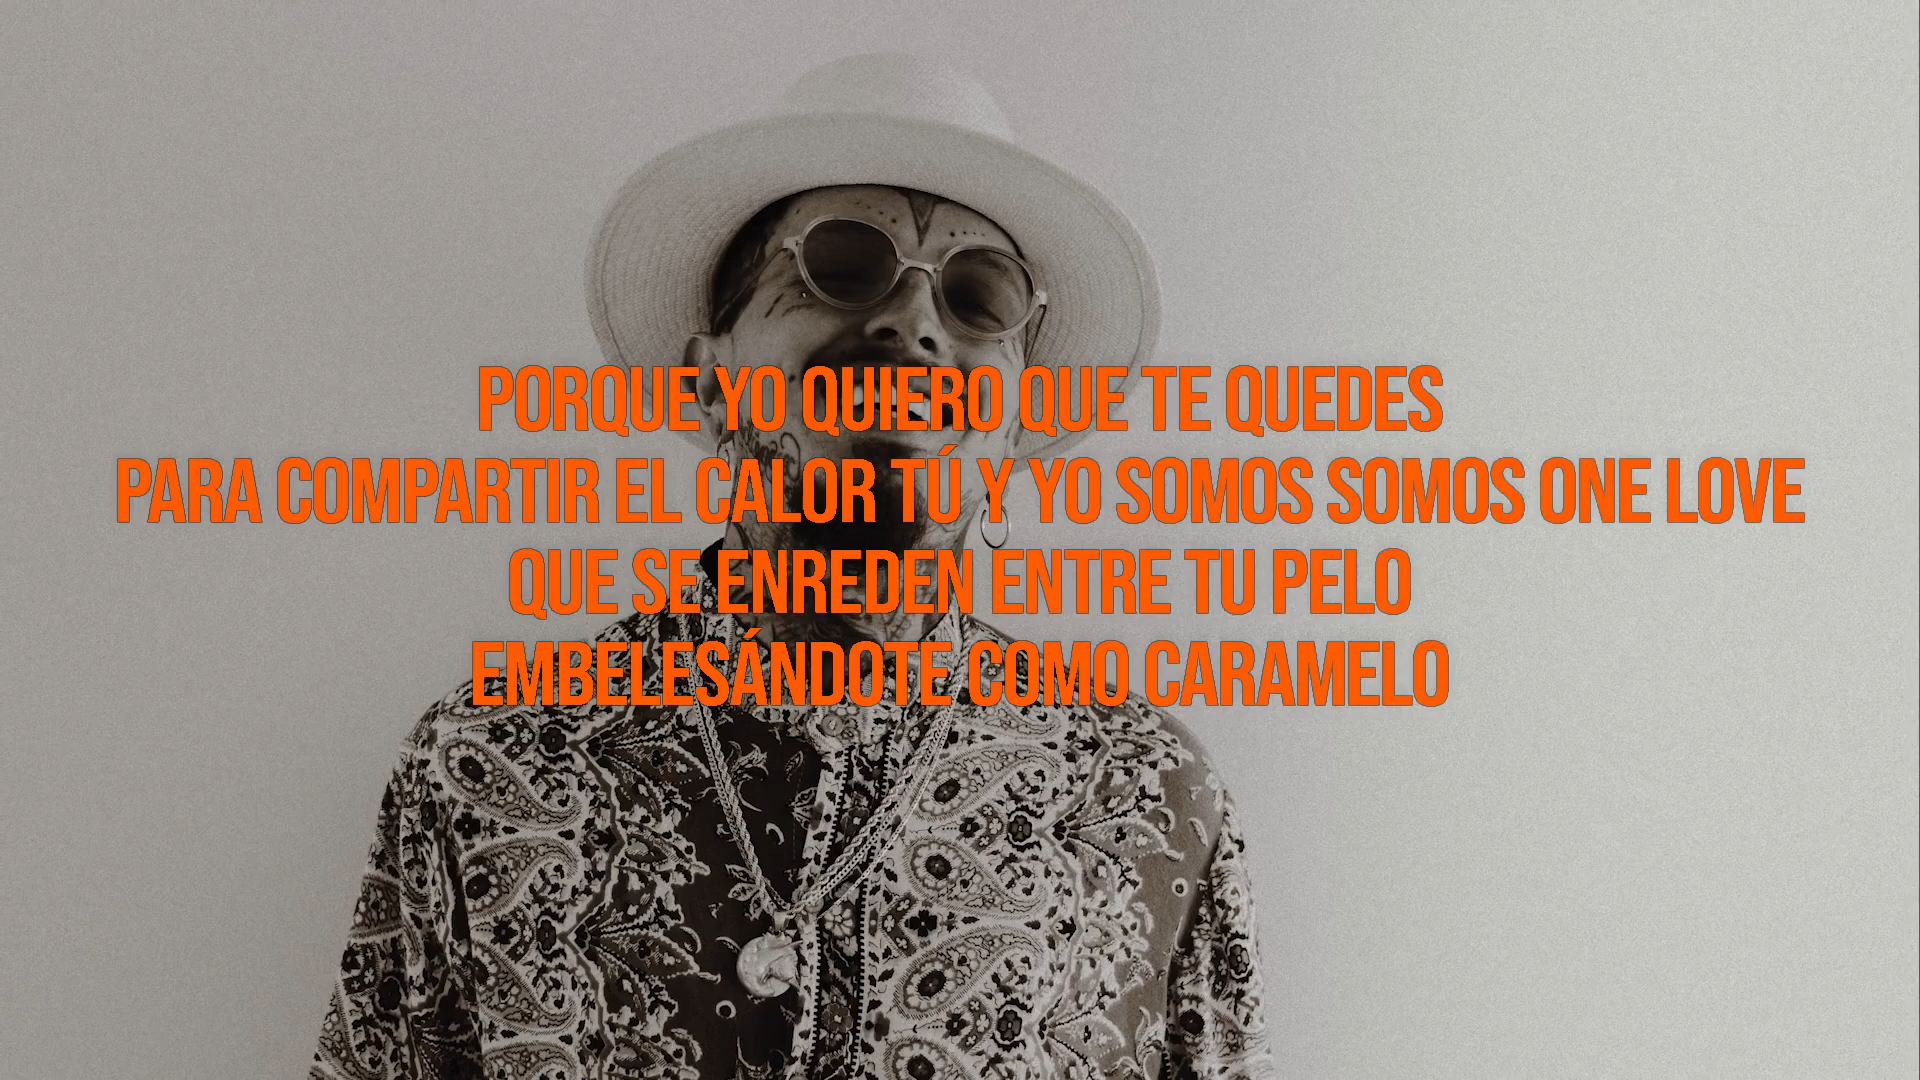 PORQUE YO QUIERO QUE TE QUEDES
PARA COMPARTIR EL CALOR TÚ Y YO SOMOS SOMOS ONE LOVE
QUE SE ENREDEN ENTRE TU PELO
EMBELESÁNDOTE COMO CARAMELO